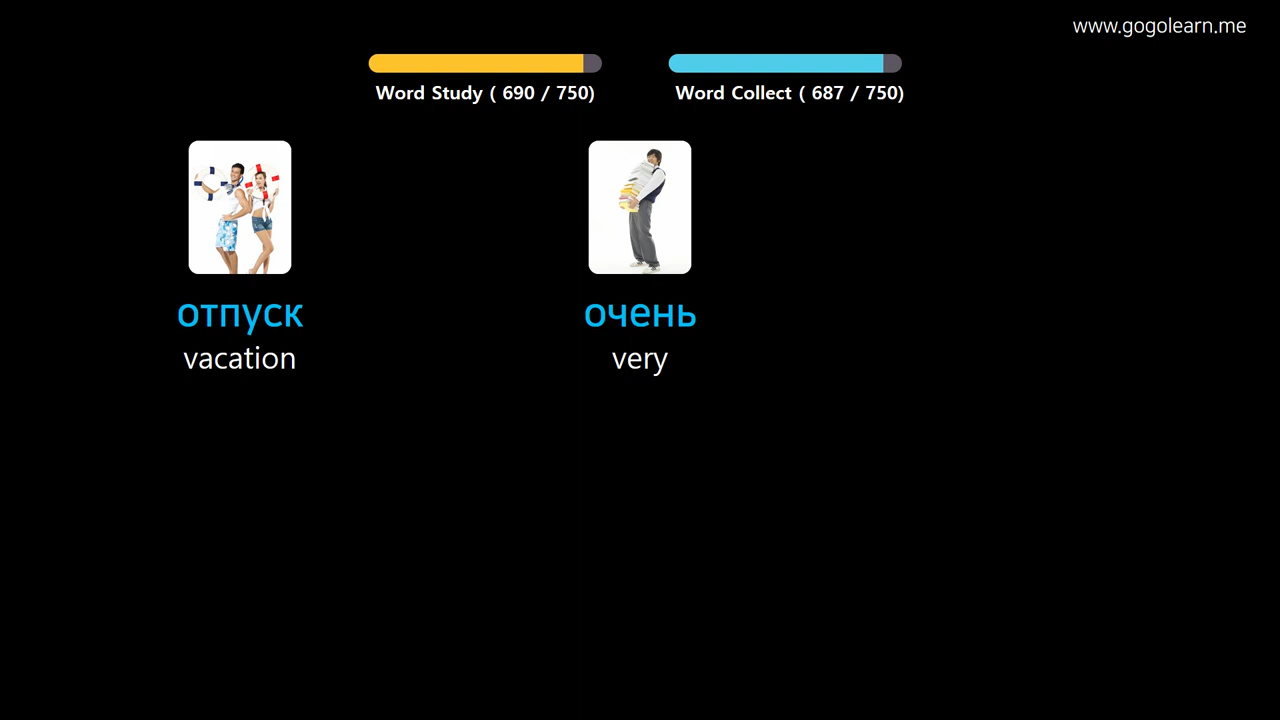 www.gogolearn.me
Word Study ( 690 / 750)
Word Collect ( 687 / 750)
отпуск
vacation
очень
very